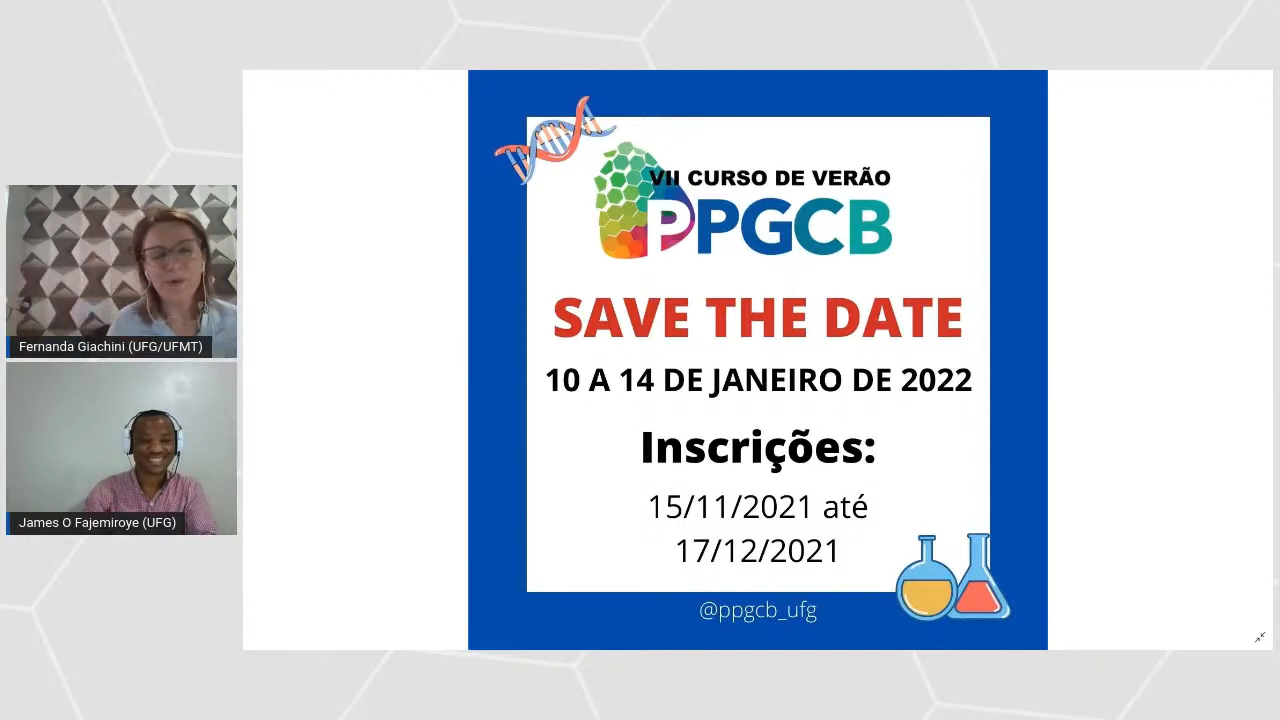 Fernanda Giachini (UFG/UFMT)
James O Fajemiroye (UFG)
VII CURSO DE VERÃO
PPGCB
SAVE THE DATE
10 A 14 DE JANEIRO DE 2022
Inscrições:
15/11/2021 até
17/12/2021
@ppgcb_ufg